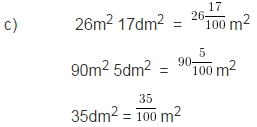 c) 26m² 17dm² = 26 17/100 m²
90m² 5dm² = 90 5/100 m²
35dm² = 35/100 m²